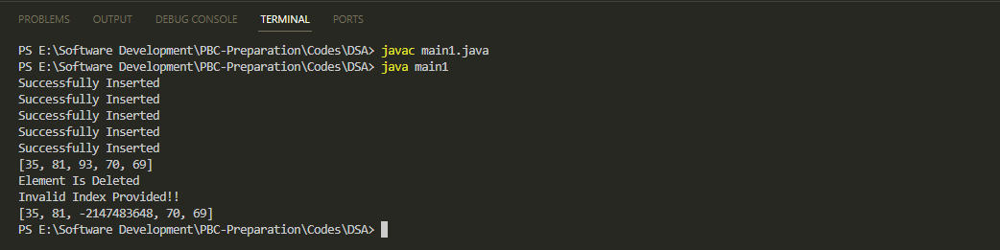 PROBLEMS OUTPUT DEBUG CONSOLE TERMINAL PORTS
PS E:\Software Development\PBC-Preparation\Codes\DSA> javac main1.java
PS E:\Software Development\PBC-Preparation\Codes\DSA> java main1
Successfully Inserted
Successfully Inserted
Successfully Inserted
Successfully Inserted
Successfully Inserted
[35, 81, 93, 70, 69]
Element Is Deleted
Invalid Index Provided!!
[35, 81, -2147483648, 70, 69]
PS E:\Software Development\PBC-Preparation\Codes\DSA>